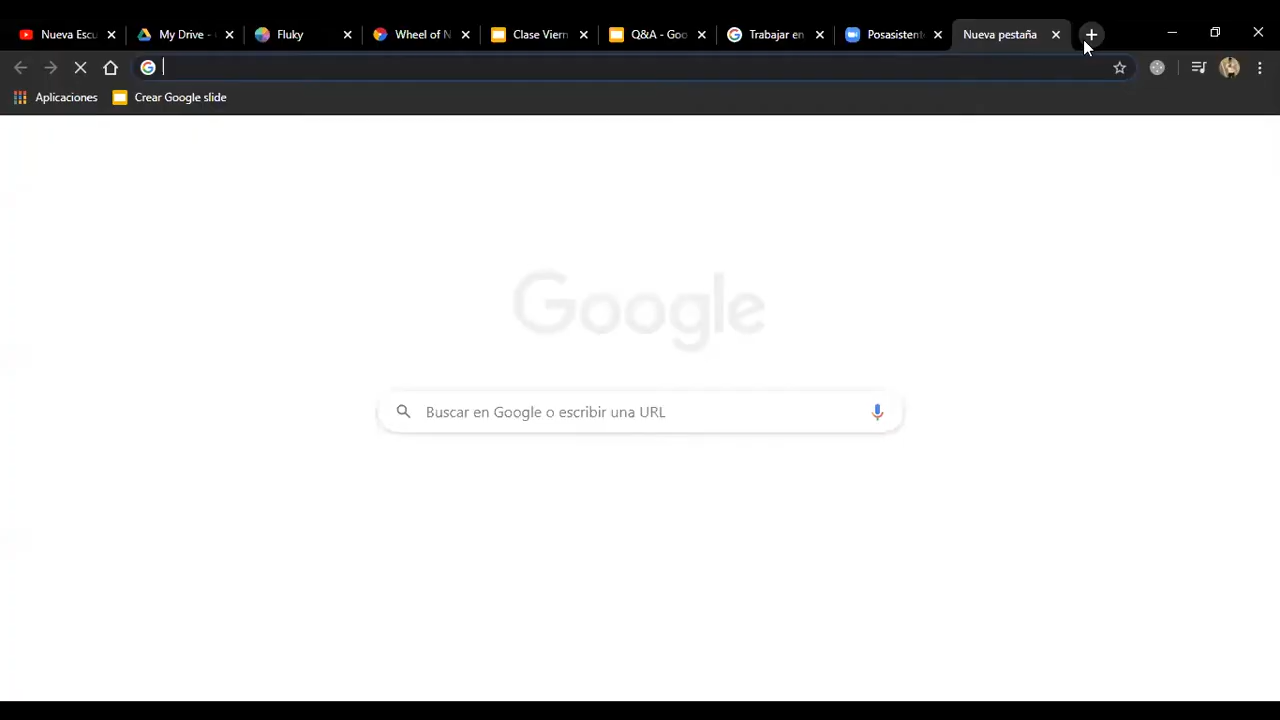 Nueva Escu
My Drive -
Fluky
Wheel of N
Clase Viern
Q&A - Goo
Trabajar en
Posasistent
Nueva pestaña
Aplicaciones
Crear Google slide
Google
Buscar en Google o escribir una URL